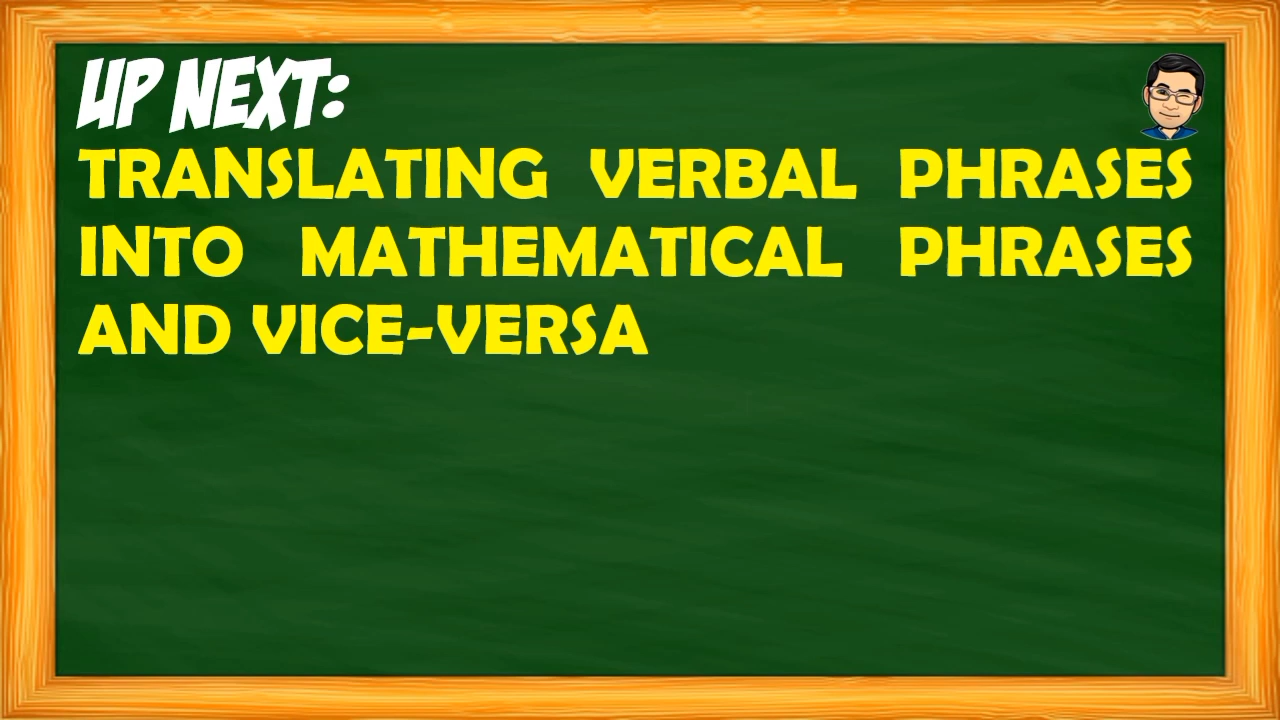 UP NEXT:
TRANSLATING VERBAL PHRASES
INTO MATHEMATICAL PHRASES
AND VICE-VERSA